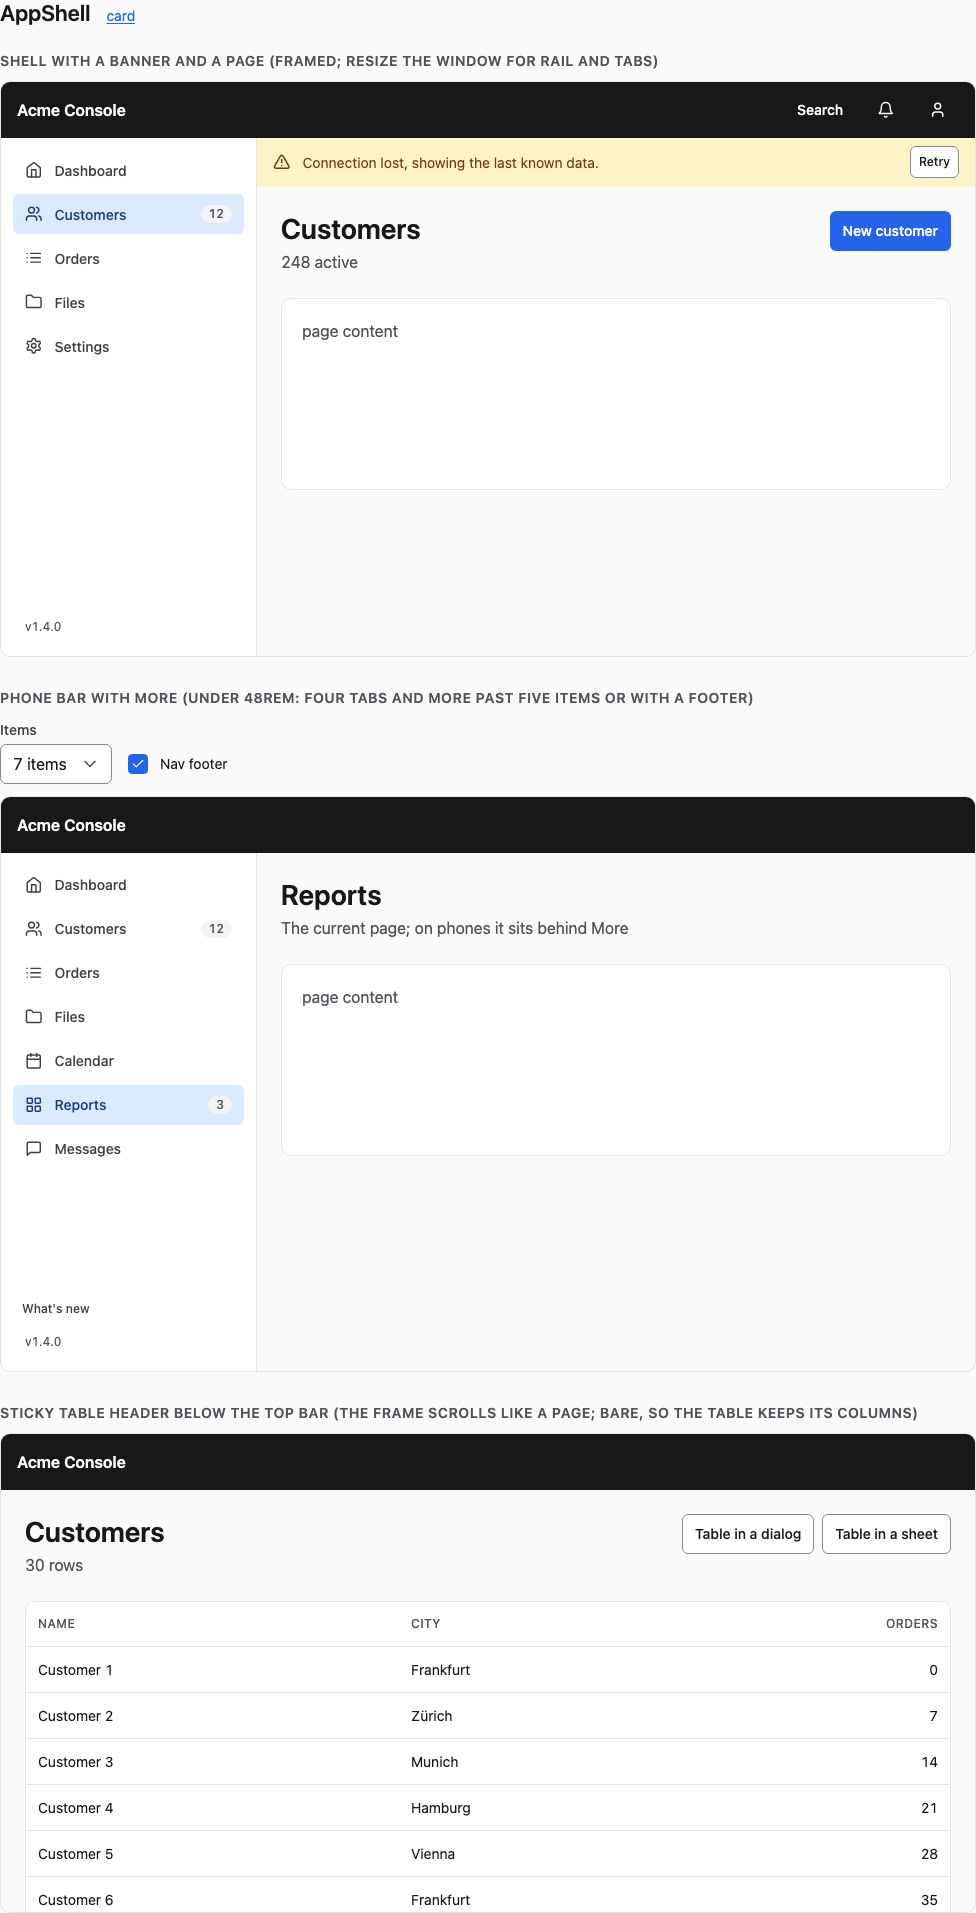 AppShell card
SHELL WITH A BANNER AND A PAGE (FRAMED; RESIZE THE WINDOW FOR RAIL AND TABS)
Acme Console Search
Dashboard
Customers 12
Orders
Files
Settings
v1.4.0
Connection lost, showing the last known data. Retry
Customers New customer
248 active
page content
PHONE BAR WITH MORE (UNDER 48REM: FOUR TABS AND MORE PAST FIVE ITEMS OR WITH A FOOTER)
Items
7 items Nav footer
Acme Console
Dashboard
Customers 12
Orders
Files
Calendar
Reports 3
Messages
What's new
v1.4.0
Reports
The current page; on phones it sits behind More
page content
STICKY TABLE HEADER BELOW THE TOP BAR (THE FRAME SCROLLS LIKE A PAGE; BARE, SO THE TABLE KEEPS ITS COLUMNS)
Acme Console
Customers Table in a dialog Table in a sheet
30 rows
NAME CITY ORDERS
Customer 1 Frankfurt 0
Customer 2 Zürich 7
Customer 3 Munich 14
Customer 4 Hamburg 21
Customer 5 Vienna 28
Customer 6 Frankfurt 35